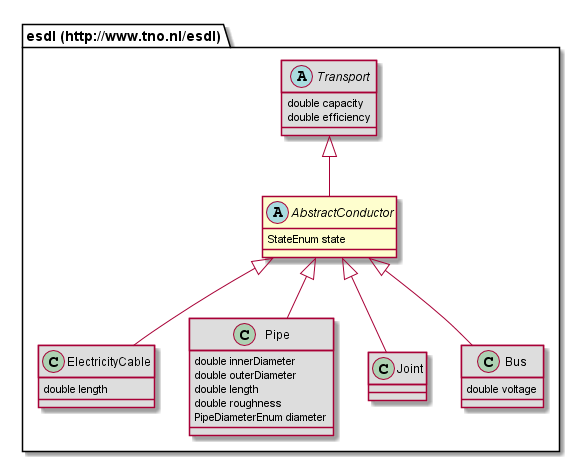 esdl (http://www.tno.nl/esdl)
A Transport
double capacity
double efficiency
A AbstractConductor
StateEnum state
C ElectricityCable
double length
C Pipe
double innerDiameter
double outerDiameter
double length
double roughness
PipeDiameterEnum diameter
C Joint
C Bus
double voltage